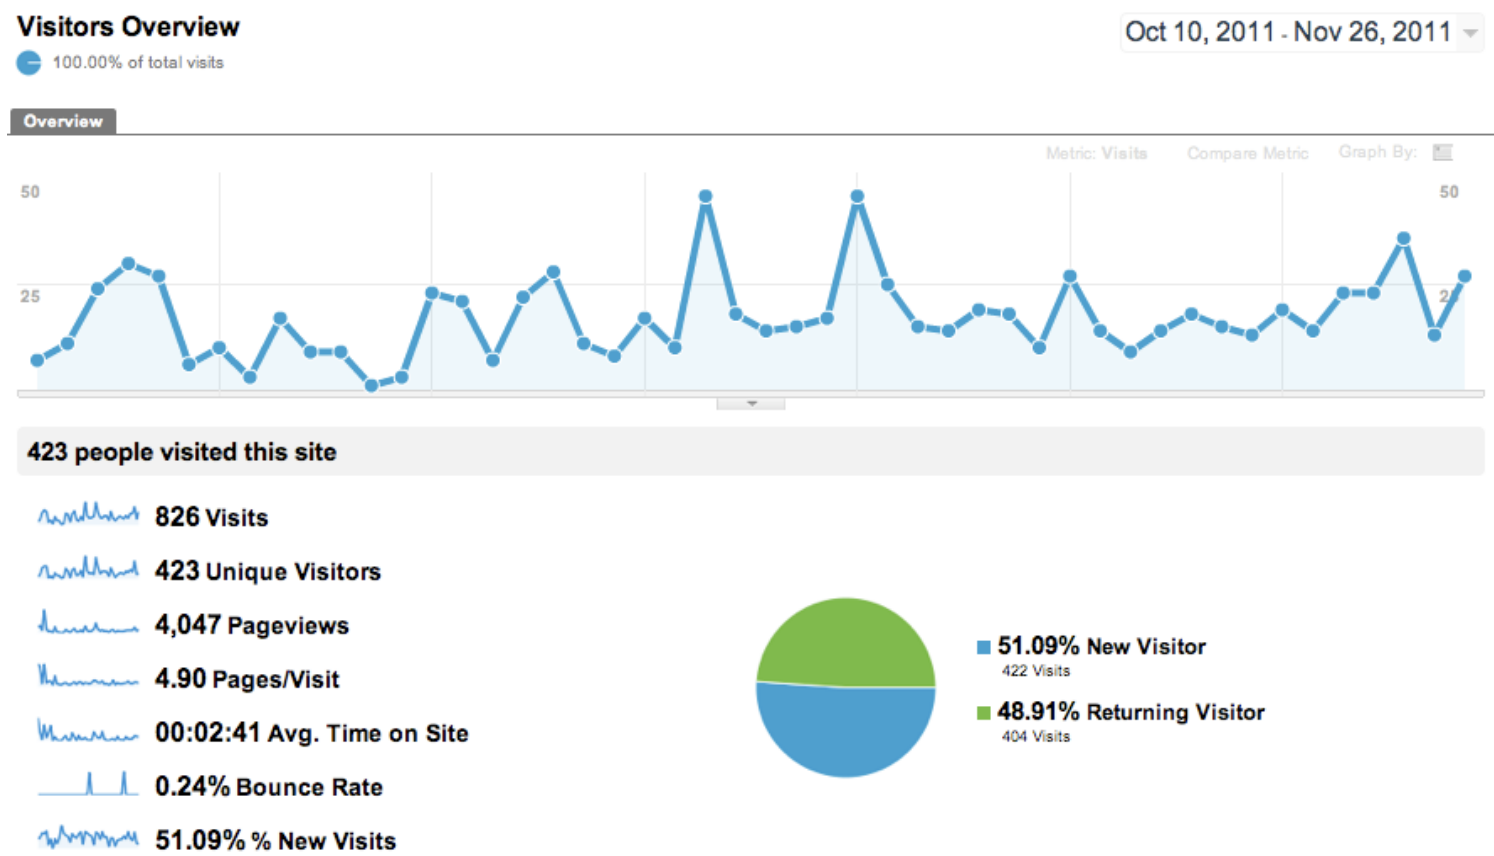 Visitors Overview
Oct 10, 2011 - Nov 26, 2011
100.00% of total visits
Overview
Metric: Visits Compare Metric Graph By:
50 50
25 25
423 people visited this site
826 Visits
423 Unique Visitors
4,047 Pageviews
4.90 Pages/Visit
00:02:41 Avg. Time on Site
0.24% Bounce Rate
51.09% % New Visits
51.09% New Visitor
422 Visits
48.91% Returning Visitor
404 Visits